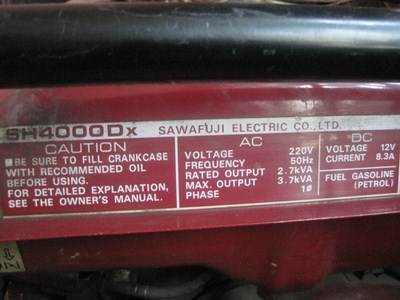 SH4000Dx SAWAFUJI ELECTRIC CO.,LTD.
CAUTION
■BE SURE TO FILL CRANKCASE
WITH RECOMMENDED OIL
BEFORE USING.
FOR DETAILED EXPLANATION,
SEE THE OWNER'S MANUAL.
AC
VOLTAGE 220V
FREQUENCY 50Hz
RATED OUTPUT 2.7kVA
MAX. OUTPUT 3.7kVA
PHASE 1ø
DC
VOLTAGE 12V
CURRENT 8.3A
FUEL GASOLINE
(PETROL)